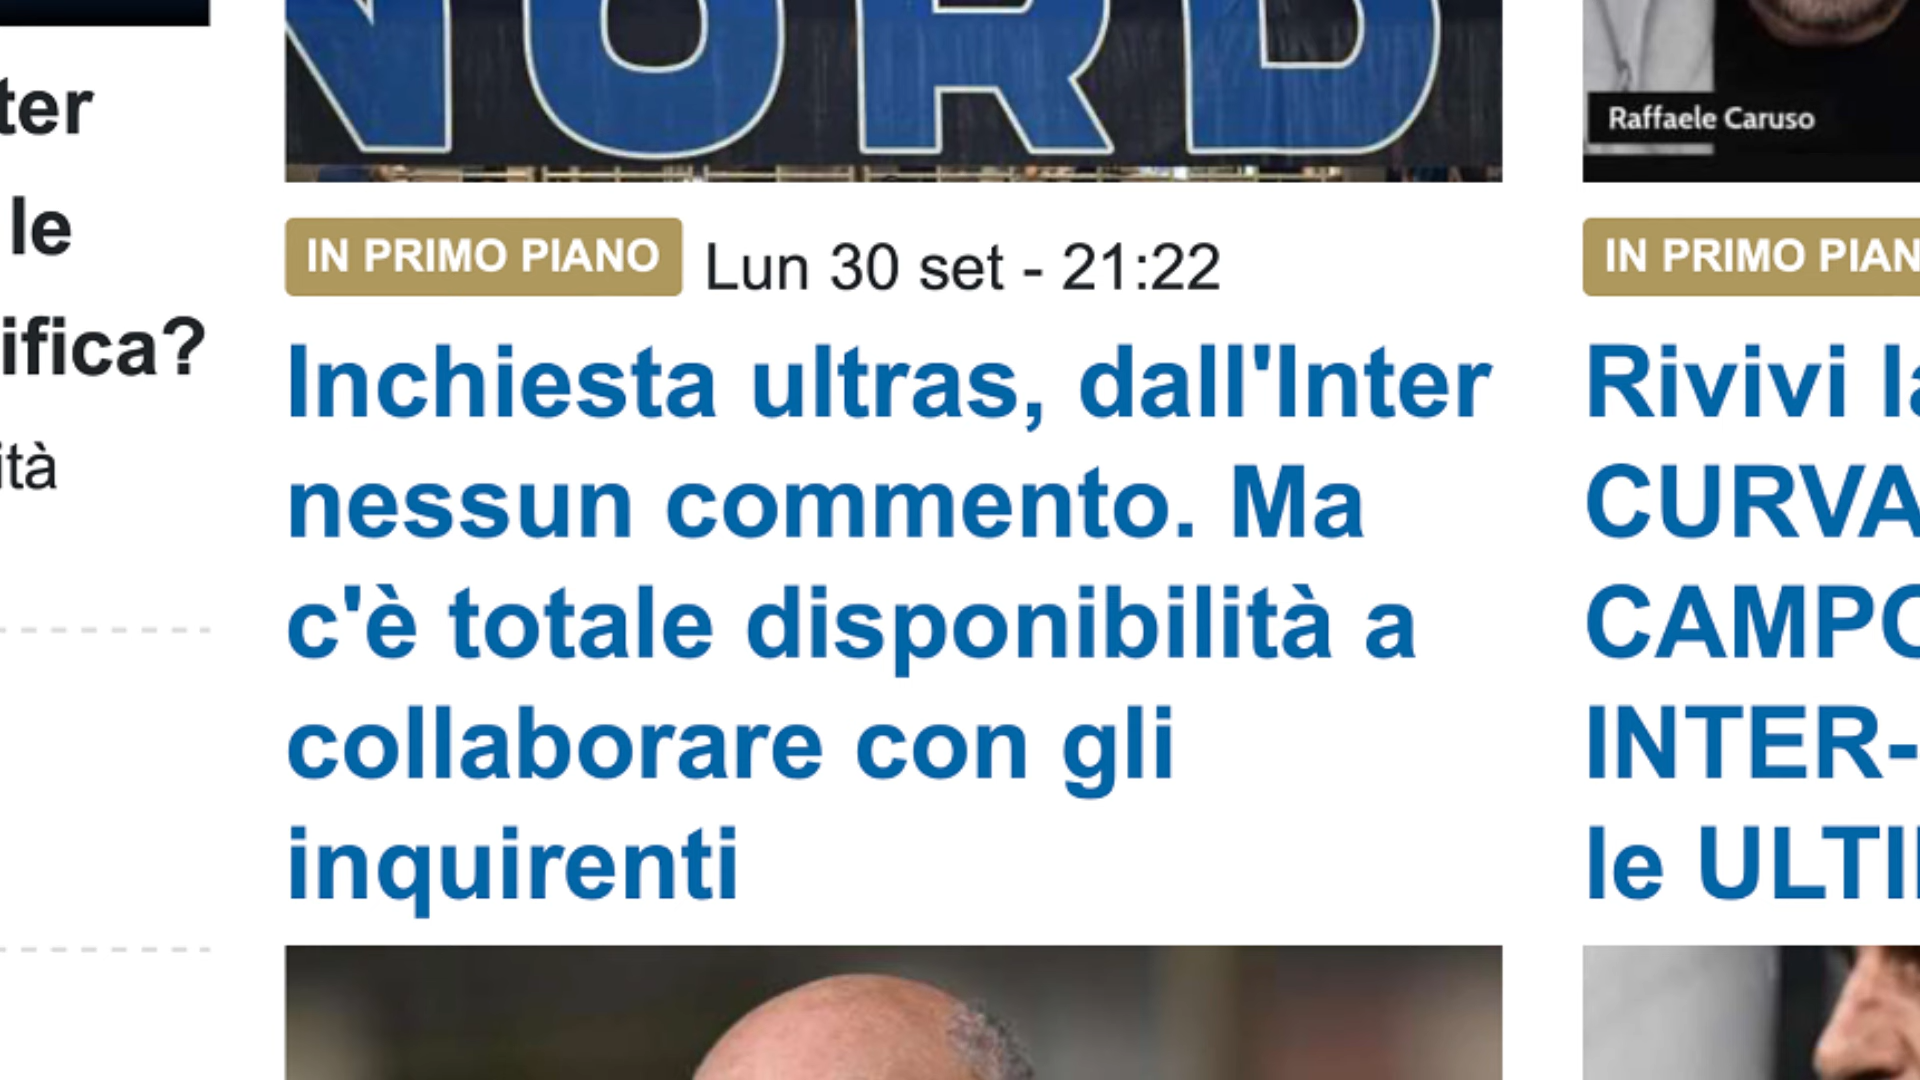 ter
le
ifica?
ità
NORD
IN PRIMO PIANO Lun 30 set - 21:22
Inchiesta ultras, dall'Inter
nessun commento. Ma
c'è totale disponibilità a
collaborare con gli
inquirenti
Raffaele Caruso
IN PRIMO PIAN
Rivivi la
CURVA
CAMPO
INTER-
le ULTI